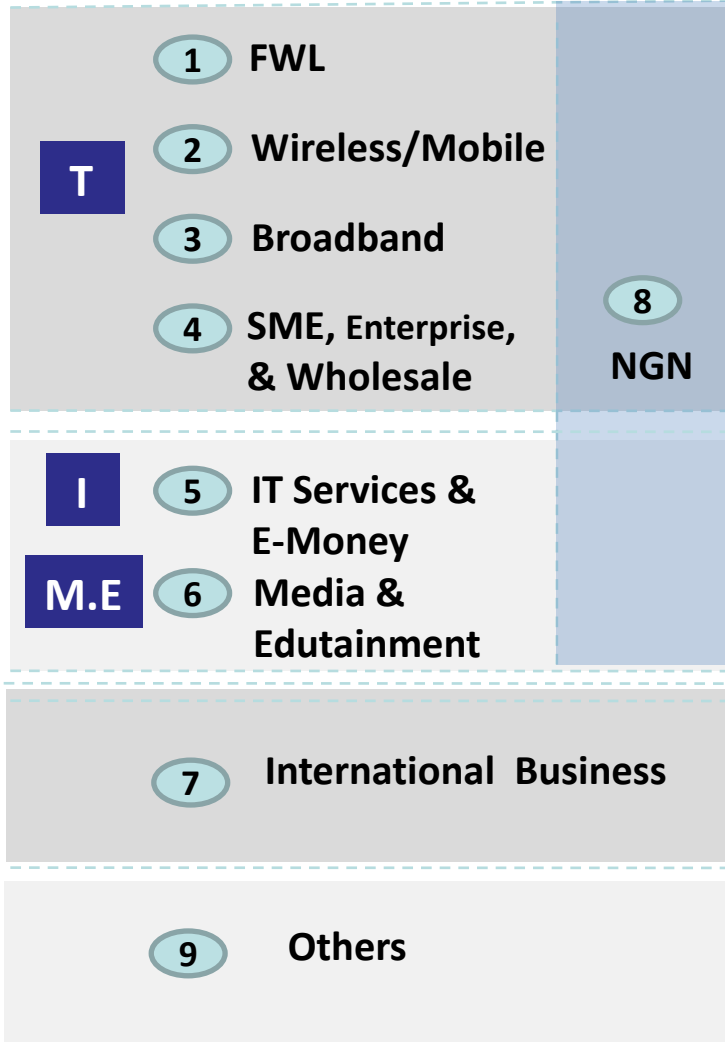 1 FWL
T
2 Wireless/Mobile
3 Broadband
4 SME, Enterprise,
& Wholesale
8
NGN
I
5 IT Services &
E-Money
M.E
6 Media &
Edutainment
7 International Business
9 Others